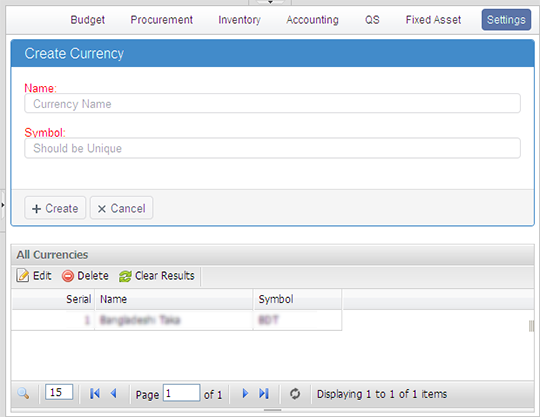 Budget Procurement Inventory Accounting QS Fixed Asset Settings
Create Currency
Name:
Currency Name
Symbol:
Should be Unique
+ Create × Cancel
All Currencies
Edit Delete Clear Results
Serial Name Symbol
1 Bangladeshi Taka BDT
15 Page 1 of 1 Displaying 1 to 1 of 1 items